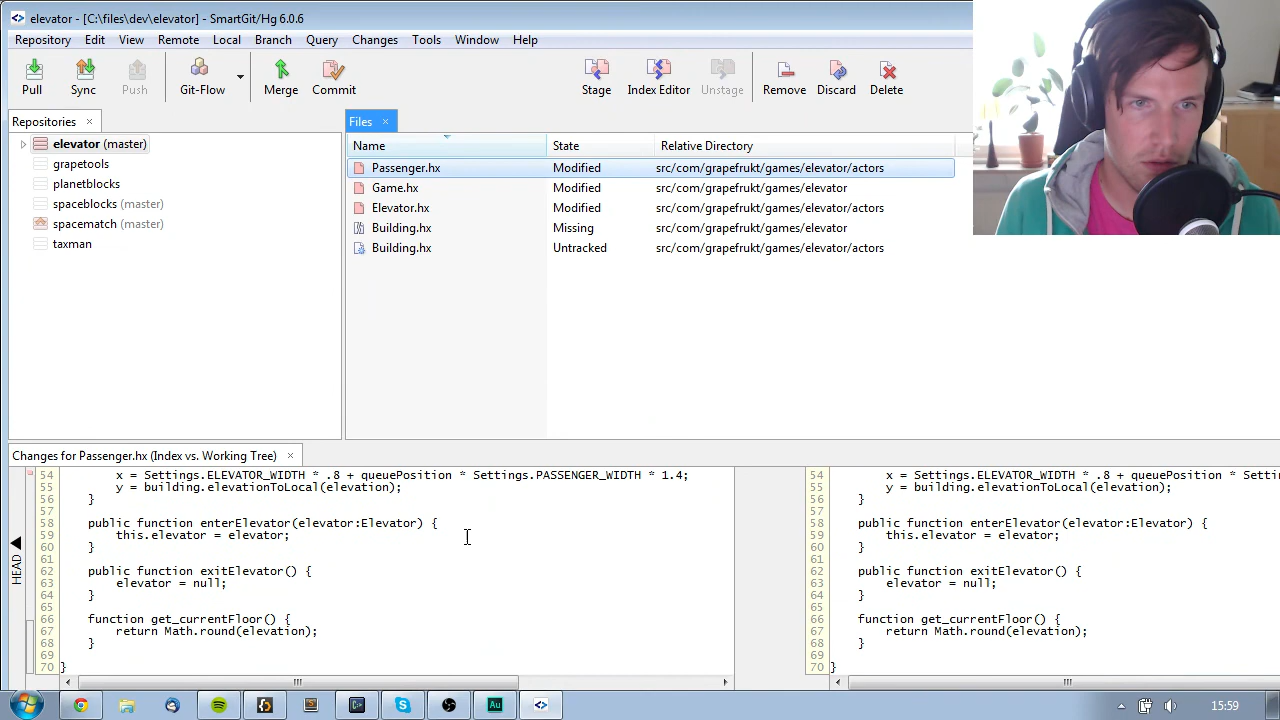 elevator - [C:\files\dev\elevator] - SmartGit/Hg 6.0.6
Repository Edit View Remote Local Branch Query Changes Tools Window Help
Pull Sync Push Git-Flow Merge Commit Stage Index Editor Unstage Remove Discard Delete
Repositories
Files
elevator (master)
grapetools
planetblocks
spaceblocks (master)
spacematch (master)
taxman
Name State Relative Directory
Passenger.hx Modified src/com/grapefrukt/games/elevator/actors
Game.hx Modified src/com/grapefrukt/games/elevator
Elevator.hx Modified src/com/grapefrukt/games/elevator/actors
Building.hx Missing src/com/grapefrukt/games/elevator
Building.hx Untracked src/com/grapefrukt/games/elevator/actors
Changes for Passenger.hx (Index vs. Working Tree)
HEAD
54 x = Settings.ELEVATOR_WIDTH * .8 + queuePosition * Settings.PASSENGER_WIDTH * 1.4;
55 y = building.elevationToLocal(elevation);
56 }
57
58 public function enterElevator(elevator:Elevator) {
59 this.elevator = elevator;
60 }
61
62 public function exitElevator() {
63 elevator = null;
64 }
65
66 function get_currentFloor() {
67 return Math.round(elevation);
68 }
69
70 }
54 x = Settings.ELEVATOR_WIDTH * .8 + queuePosition * Setti
55 y = building.elevationToLocal(elevation);
56 }
57
58 public function enterElevator(elevator:Elevator) {
59 this.elevator = elevator;
60 }
61
62 public function exitElevator() {
63 elevator = null;
64 }
65
66 function get_currentFloor() {
67 return Math.round(elevation);
68 }
69
70 }
Au
15:59